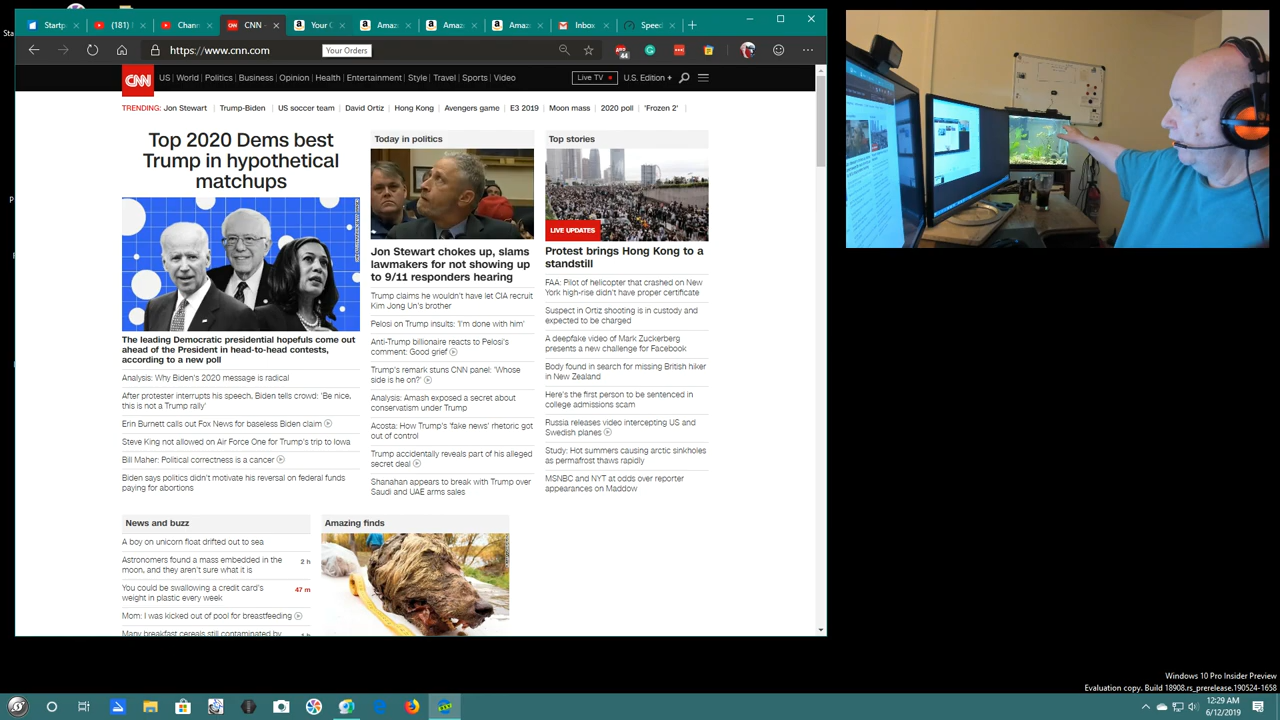 Startp
(181)
Chann
CNN -
Your O
Amaz
Amaz
Amaz
Inbox
Speed
https://www.cnn.com
Your Orders
44
CNN
US World Politics Business Opinion Health Entertainment Style Travel Sports Video
Live TV
U.S. Edition +
TRENDING: Jon Stewart Trump-Biden US soccer team David Ortiz Hong Kong Avengers game E3 2019 Moon mass 2020 poll 'Frozen 2'
Top 2020 Dems best
Trump in hypothetical
matchups
The leading Democratic presidential hopefuls come out
ahead of the President in head-to-head contests,
according to a new poll
Analysis: Why Biden's 2020 message is radical
After protester interrupts his speech, Biden tells crowd: 'Be nice,
this is not a Trump rally'
Erin Burnett calls out Fox News for baseless Biden claim
Steve King not allowed on Air Force One for Trump's trip to Iowa
Bill Maher: Political correctness is a cancer
Biden says politics didn't motivate his reversal on federal funds
paying for abortions
Today in politics
Jon Stewart chokes up, slams
lawmakers for not showing up
to 9/11 responders hearing
Trump claims he wouldn't have let CIA recruit
Kim Jong Un's brother
Pelosi on Trump insults: 'I'm done with him'
Anti-Trump billionaire reacts to Pelosi's
comment: Good grief
Trump's remark stuns CNN panel: 'Whose
side is he on?'
Analysis: Amash exposed a secret about
conservatism under Trump
Acosta: How Trump's 'fake news' rhetoric got
out of control
Trump accidentally reveals part of his alleged
secret deal
Shanahan appears to break with Trump over
Saudi and UAE arms sales
Top stories
LIVE UPDATES
Protest brings Hong Kong to a
standstill
FAA: Pilot of helicopter that crashed on New
York high-rise didn't have proper certificate
Suspect in Ortiz shooting is in custody and
expected to be charged
A deepfake video of Mark Zuckerberg
presents a new challenge for Facebook
Body found in search for missing British hiker
in New Zealand
Here's the first person to be sentenced in
college admissions scam
Russia releases video intercepting US and
Swedish planes
Study: Hot summers causing arctic sinkholes
as permafrost thaws rapidly
MSNBC and NYT at odds over reporter
appearances on Maddow
News and buzz
A boy on unicorn float drifted out to sea
Astronomers found a mass embedded in the
moon, and they aren't sure what it is
2 h
You could be swallowing a credit card's
weight in plastic every week
47 m
Mom: I was kicked out of pool for breastfeeding
Many breakfast cereals still contaminated by
Amazing finds
Windows 10 Pro Insider Preview
Evaluation copy. Build 18908.rs_prerelease.190524-1658
12:29 AM
6/12/2019